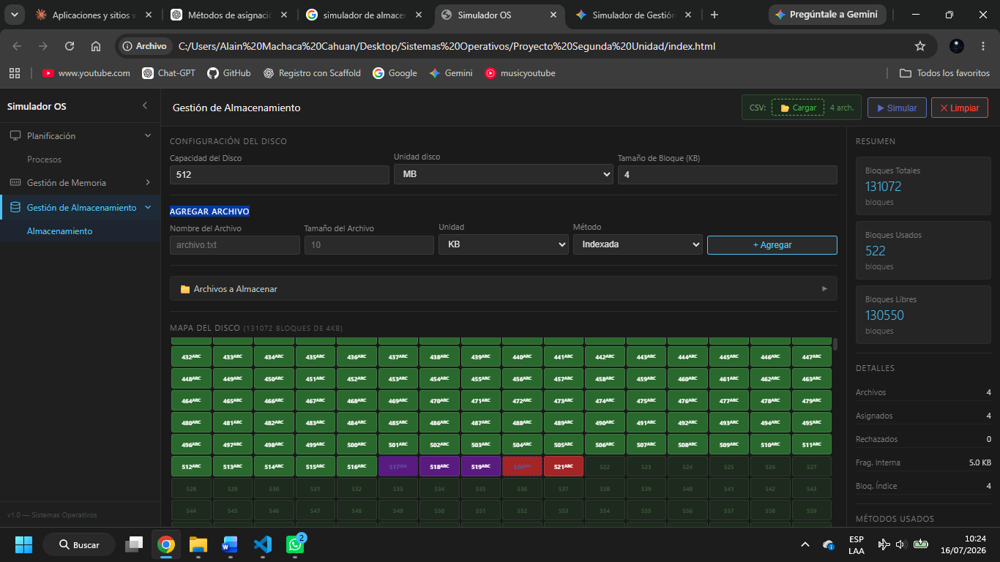 Aplicaciones y sitios w
Métodos de asignació
simulador de almacen
Simulador OS
Simulador de Gestión
Pregúntale a Gemini
Archivo
C:/Users/Alain%20Machaca%20Cahuan/Desktop/Sistemas%20Operativos/Proyecto%20Segunda%20Unidad/index.html
www.youtube.com
Chat-GPT
GitHub
Registro con Scaffold
Google
Gemini
musicyoutube
Todos los favoritos
Simulador OS
Planificación
Procesos
Gestión de Memoria
Gestión de Almacenamiento
Almacenamiento
v1.0 — Sistemas Operativos
Gestión de Almacenamiento
CSV: Cargar 4 arch.
Simular
Limpiar
CONFIGURACIÓN DEL DISCO
Capacidad del Disco
512
Unidad disco
MB
Tamaño de Bloque (KB)
4
AGREGAR ARCHIVO
Nombre del Archivo
archivo.txt
Tamaño del Archivo
10
Unidad
KB
Método
Indexada
+ Agregar
Archivos a Almacenar
MAPA DEL DISCO (131072 BLOQUES DE 4KB)
432ARC 433ARC 434ARC 435ARC 436ARC 437ARC 438ARC 439ARC 440ARC 441ARC 442ARC 443ARC 444ARC 445ARC 446ARC 447ARC
448ARC 449ARC 450ARC 451ARC 452ARC 453ARC 454ARC 455ARC 456ARC 457ARC 458ARC 459ARC 460ARC 461ARC 462ARC 463ARC
464ARC 465ARC 466ARC 467ARC 468ARC 469ARC 470ARC 471ARC 472ARC 473ARC 474ARC 475ARC 476ARC 477ARC 478ARC 479ARC
480ARC 481ARC 482ARC 483ARC 484ARC 485ARC 486ARC 487ARC 488ARC 489ARC 490ARC 491ARC 492ARC 493ARC 494ARC 495ARC
496ARC 497ARC 498ARC 499ARC 500ARC 501ARC 502ARC 503ARC 504ARC 505ARC 506ARC 507ARC 508ARC 509ARC 510ARC 511ARC
512ARC 513ARC 514ARC 515ARC 516ARC 517IDX 518ARC 519ARC 520IDX 521ARC 522 523 524 525 526 527
528 529 530 531 532 533 534 535 536 537 538 539 540 541 542 543
544 545 546 547 548 549 550 551 552 553 554 555 556 557 558 559
RESUMEN
Bloques Totales
131072
bloques
Bloques Usados
522
bloques
Bloques Libres
130550
bloques
DETALLES
Archivos 4
Asignados 4
Rechazados 0
Frag. Interna 5.0 KB
Bloq. Índice 4
MÉTODOS USADOS
Buscar
2
ESP
LAA
10:24
16/07/2026